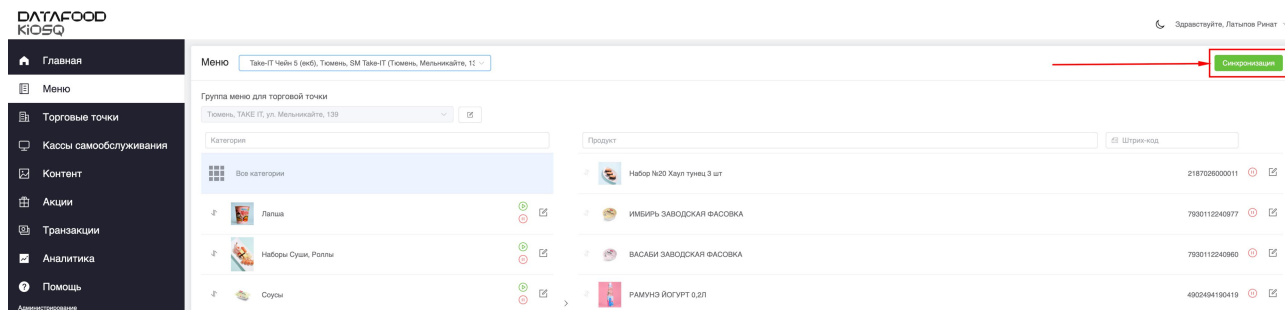 DATAFOOD
KiOSQ
Здравствуйте, Латыпов Ринат
Главная
Меню
Торговые точки
Кассы самообслуживания
Контент
Акции
Транзакции
Аналитика
Помощь
Администрирование
Меню Take-IT Чейн 5 (екб), Тюмень, SM Take-IT (Тюмень, Мельникайте, 13
Синхронизация
Группа меню для торговой точки
Тюмень, TAKE IT, ул. Мельникайте, 139
Категория
Продукт
Штрих-код
Все категории
Лапша
Наборы Суши, Роллы
Соусы
Набор №20 Хаул тунец 3 шт 2187026000011
ИМБИРЬ ЗАВОДСКАЯ ФАСОВКА 7930112240977
ВАСАБИ ЗАВОДСКАЯ ФАСОВКА 7930112240960
РАМУНЭ ЙОГУРТ 0,2Л 4902494190419